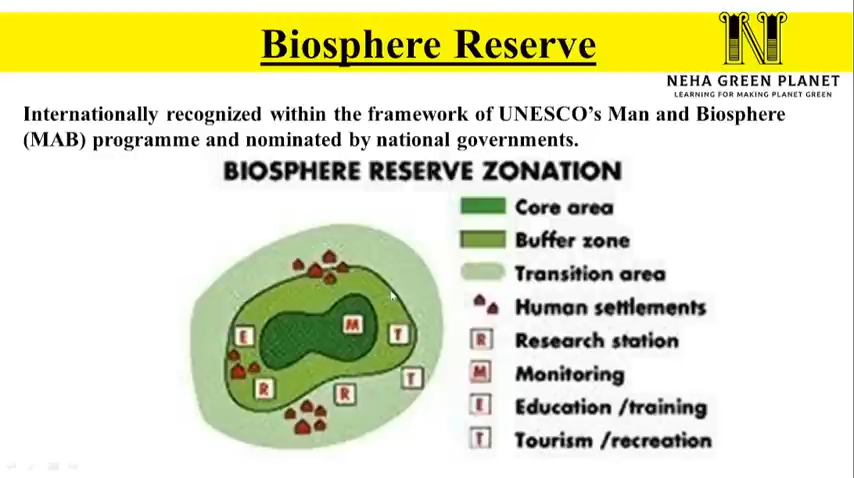 Biosphere Reserve
N
NEHA GREEN PLANET
LEARNING FOR MAKING PLANET GREEN
Internationally recognized within the framework of UNESCO's Man and Biosphere
(MAB) programme and nominated by national governments.
BIOSPHERE RESERVE ZONATION
Core area
Buffer zone
Transition area
Human settlements
R Research station
M Monitoring
E Education /training
T Tourism /recreation
M
E
T
T
R
R